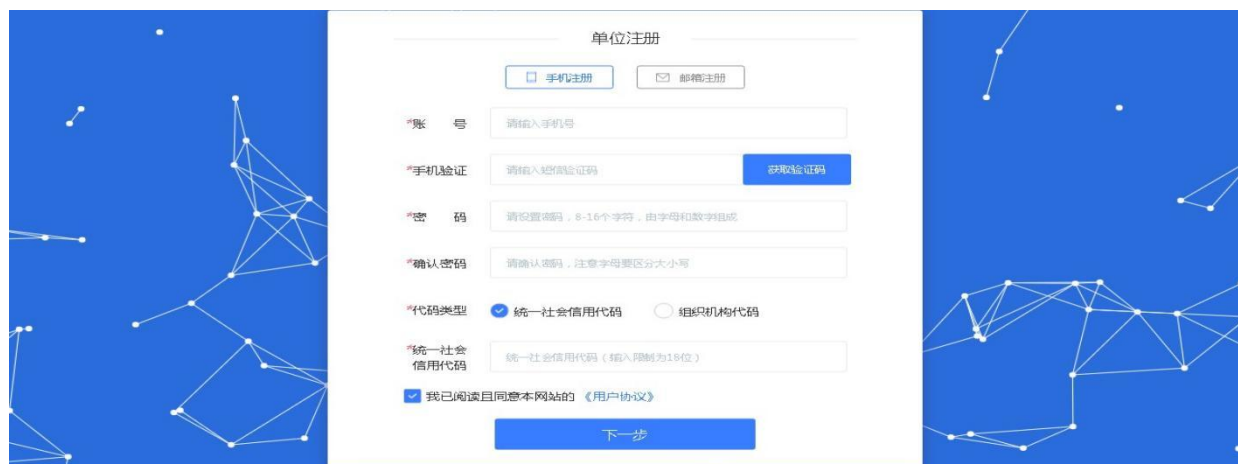 单位注册
手机注册 邮箱注册
*账 号 请输入手机号
*手机验证 请输入短信验证码 获取验证码
*密 码 请设置密码，8-16个字符，由字母和数字组成
*确认密码 请确认密码，注意字母要区分大小写
*代码类型 统一社会信用代码 组织机构代码
*统一社会
信用代码 统一社会信用代码（输入限制为18位）
我已阅读且同意本网站的 《用户协议》
下一步